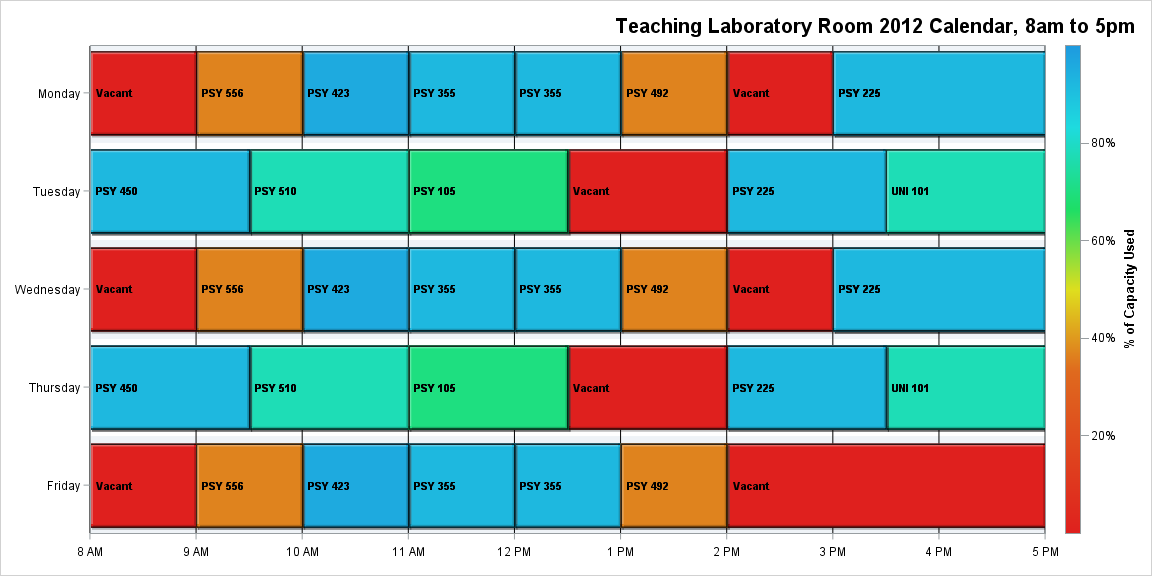 Teaching Laboratory Room 2012 Calendar, 8am to 5pm
Monday
Vacant PSY 556 PSY 423 PSY 355 PSY 355 PSY 492 Vacant PSY 225
Tuesday
PSY 450 PSY 510 PSY 105 Vacant PSY 225 UNI 101
Wednesday
Vacant PSY 556 PSY 423 PSY 355 PSY 355 PSY 492 Vacant PSY 225
Thursday
PSY 450 PSY 510 PSY 105 Vacant PSY 225 UNI 101
Friday
Vacant PSY 556 PSY 423 PSY 355 PSY 355 PSY 492 Vacant
8 AM 9 AM 10 AM 11 AM 12 PM 1 PM 2 PM 3 PM 4 PM 5 PM
80%
60%
40%
20%
% of Capacity Used